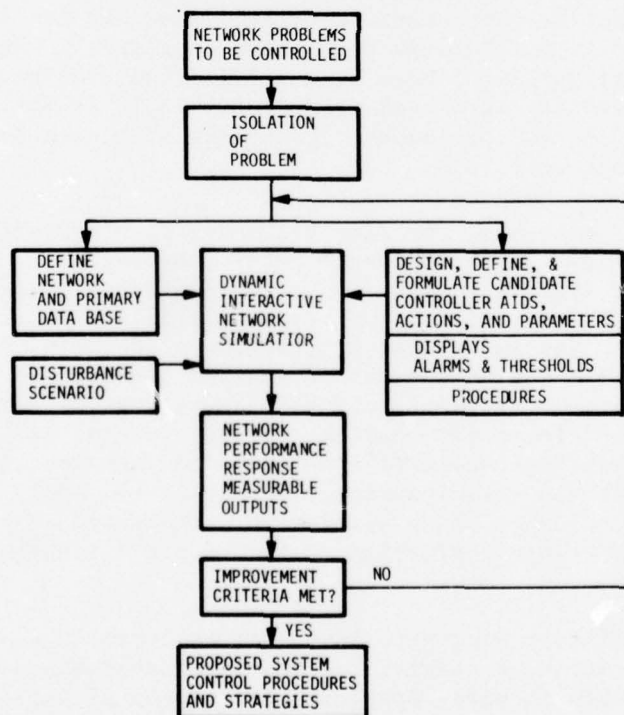 NETWORK PROBLEMS
TO BE CONTROLLED
ISOLATION
OF
PROBLEM
DEFINE
NETWORK
AND PRIMARY
DATA BASE
DYNAMIC
INTERACTIVE
NETWORK
SIMULATIOR
DESIGN, DEFINE, &
FORMULATE CANDIDATE
CONTROLLER AIDS,
ACTIONS, AND PARAMETERS
DISPLAYS
ALARMS & THRESHOLDS
PROCEDURES
DISTURBANCE
SCENARIO
NETWORK
PERFORMANCE
RESPONSE
MEASURABLE
OUTPUTS
IMPROVEMENT
CRITERIA MET?
NO
YES
PROPOSED SYSTEM
CONTROL PROCEDURES
AND STRATEGIES